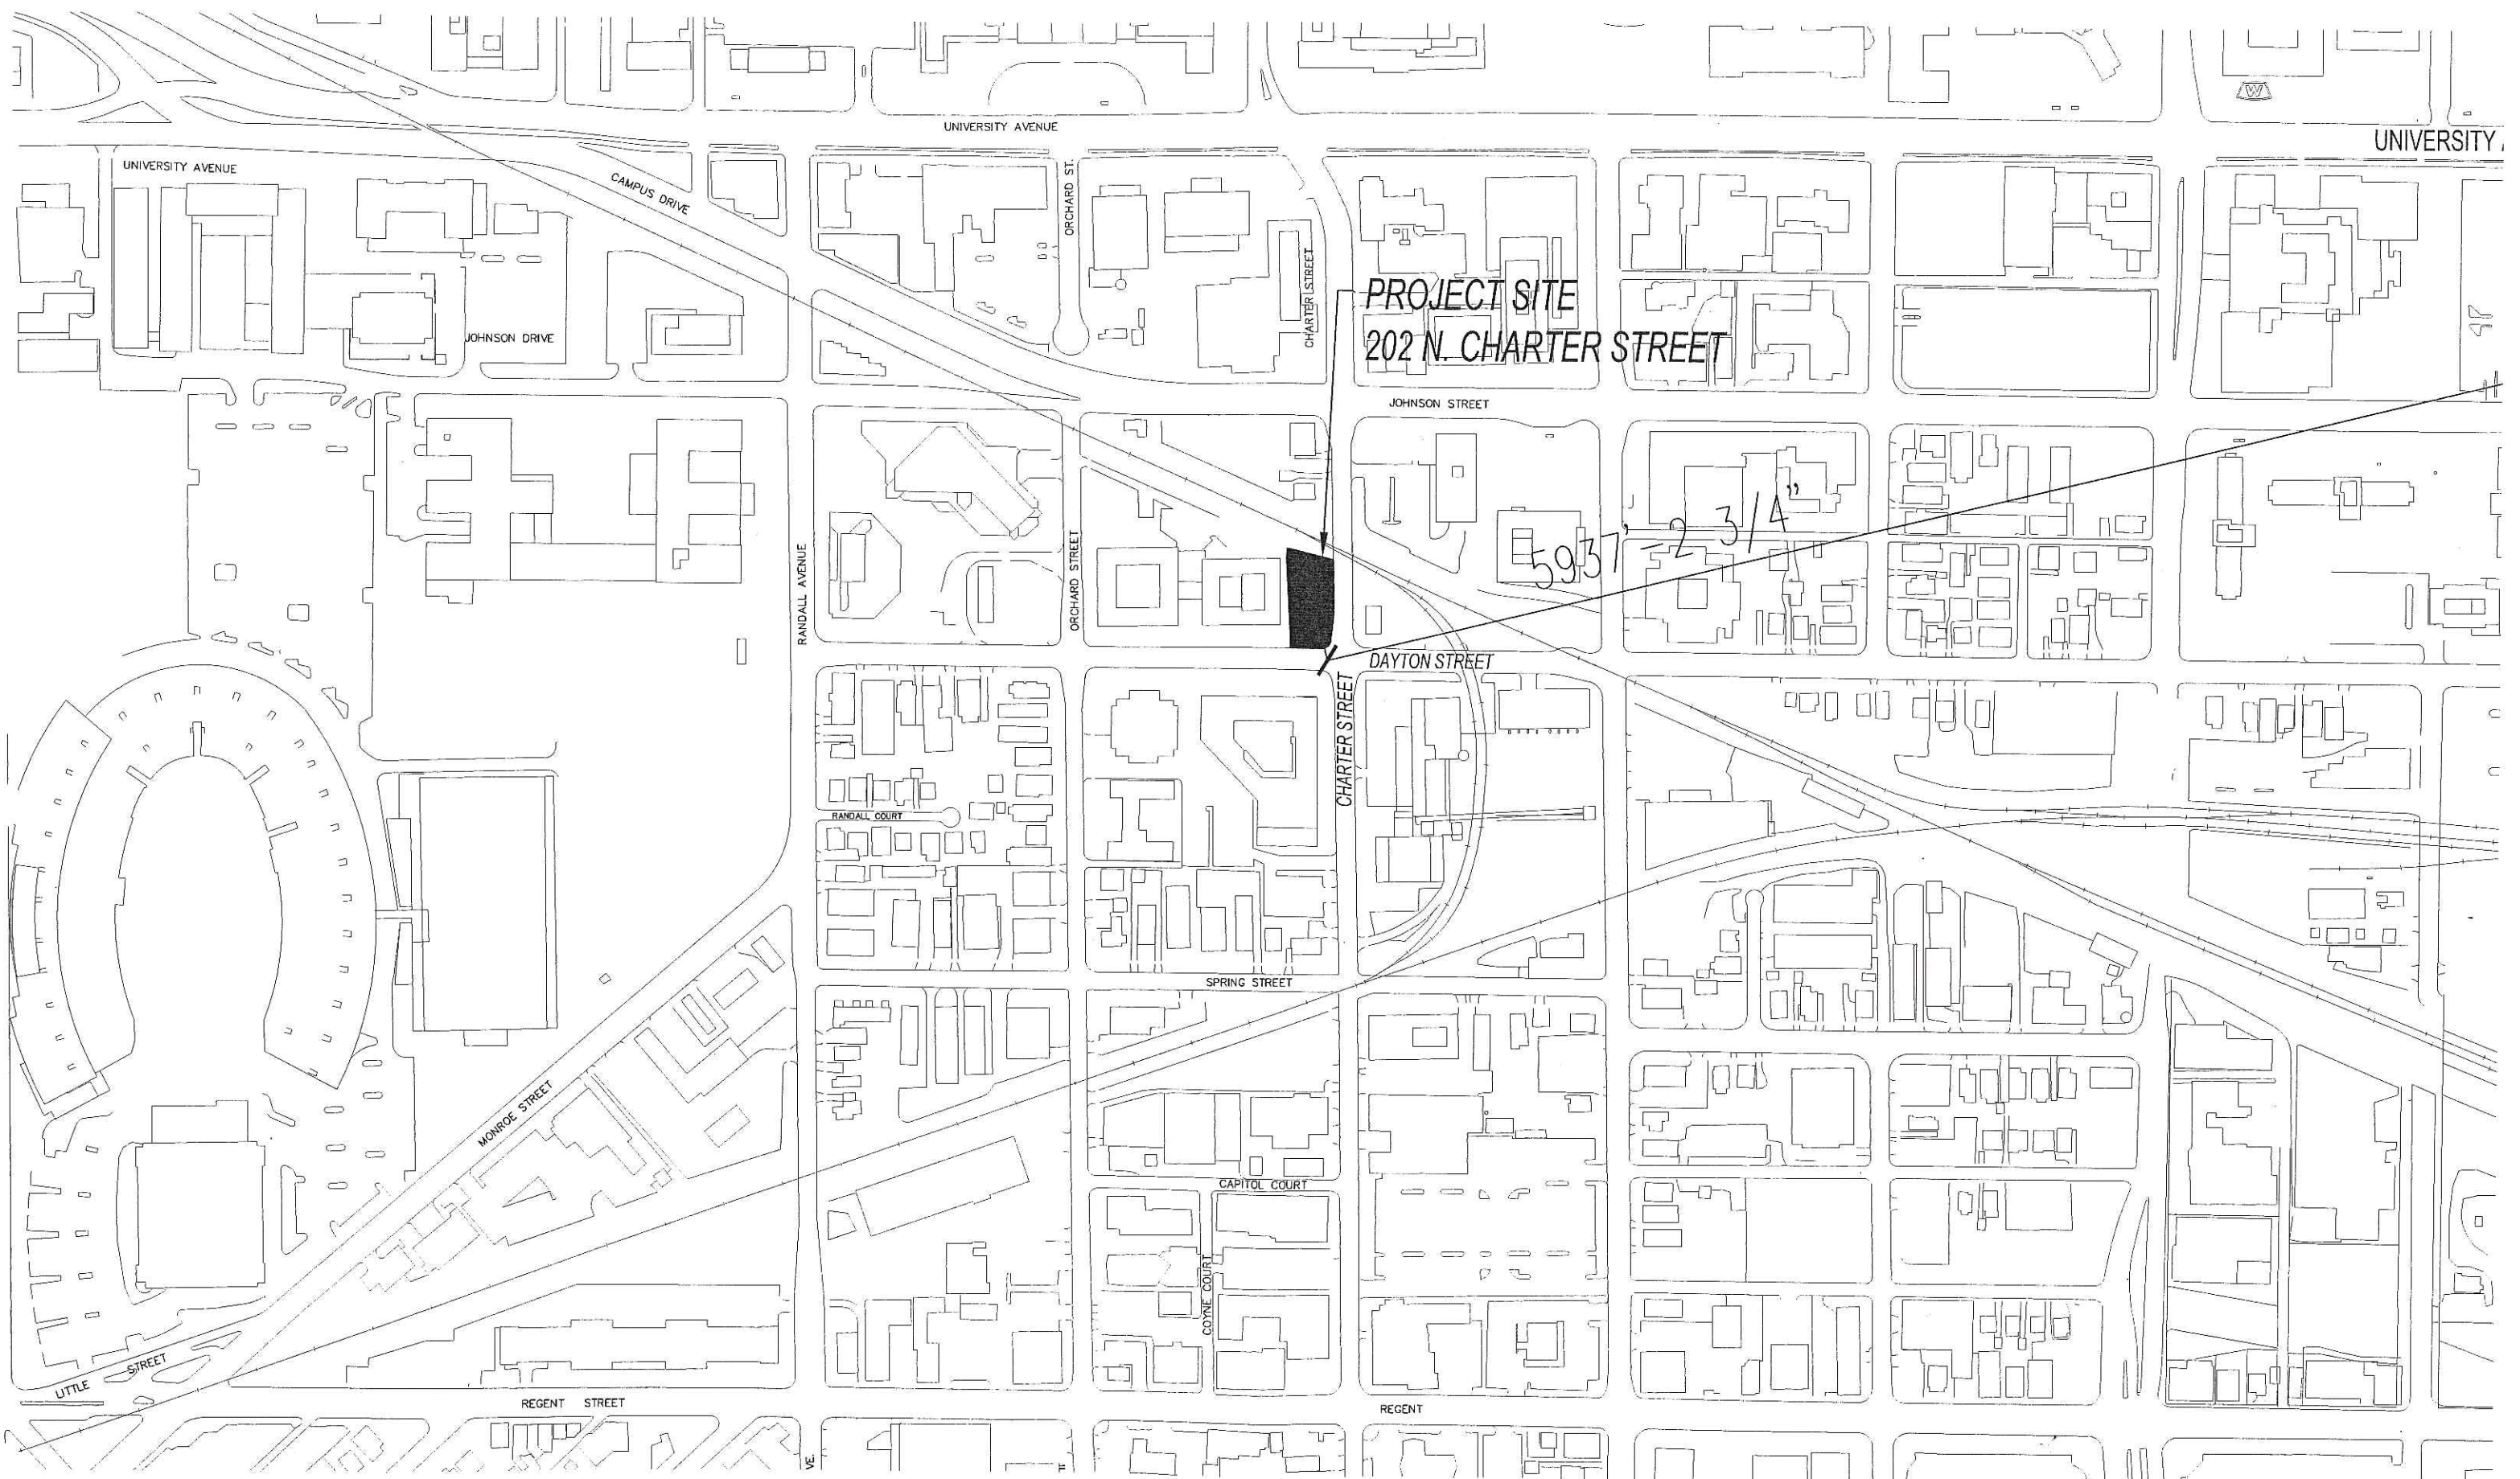 W
UNIVERSITY AVENUE
UNIVERSITY
UNIVERSITY AVENUE
CAMPUS DRIVE
ORCHARD ST.
CHARTER STREET
PROJECT SITE
202 N. CHARTER STREET
JOHNSON DRIVE
JOHNSON STREET
5937'-2 3/4"
RANDALL AVENUE
ORCHARD STREET
DAYTON STREET
CHARTER STREET
RANDALL COURT
SPRING STREET
MONROE STREET
CAPITOL COURT
COYNE COURT
LITTLE STREET
REGENT STREET
REGENT
VE.